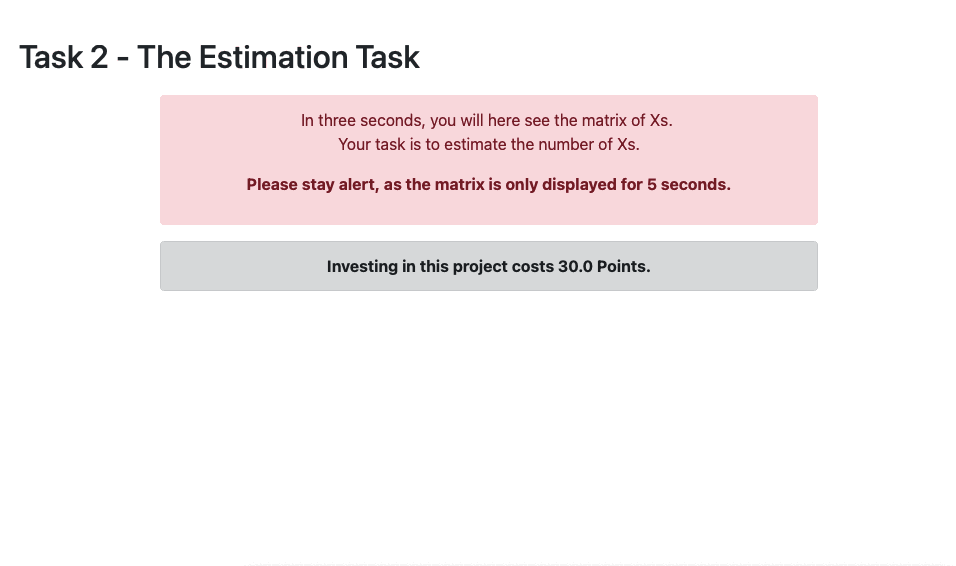 Task 2 - The Estimation Task
In three seconds, you will here see the matrix of Xs.
Your task is to estimate the number of Xs.
Please stay alert, as the matrix is only displayed for 5 seconds.
Investing in this project costs 30.0 Points.